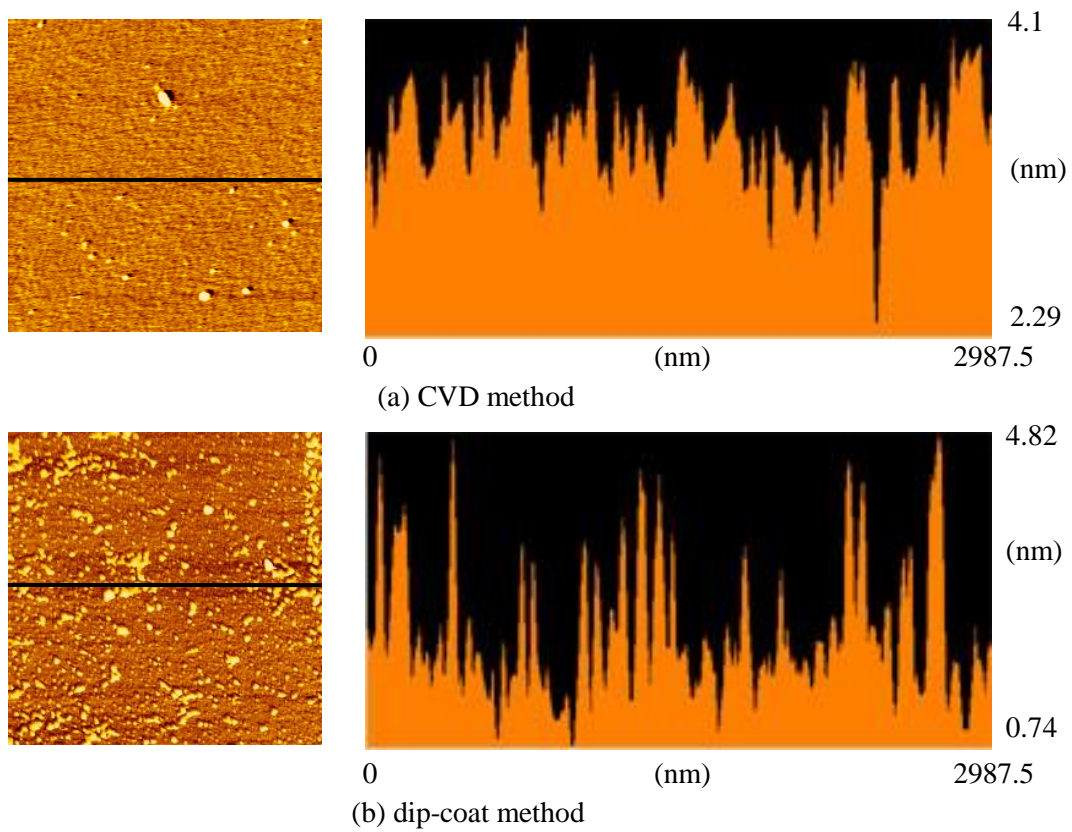 4.1
(nm)
2.29
0 (nm) 2987.5
(a) CVD method
4.82
(nm)
0.74
0 (nm) 2987.5
(b) dip-coat method